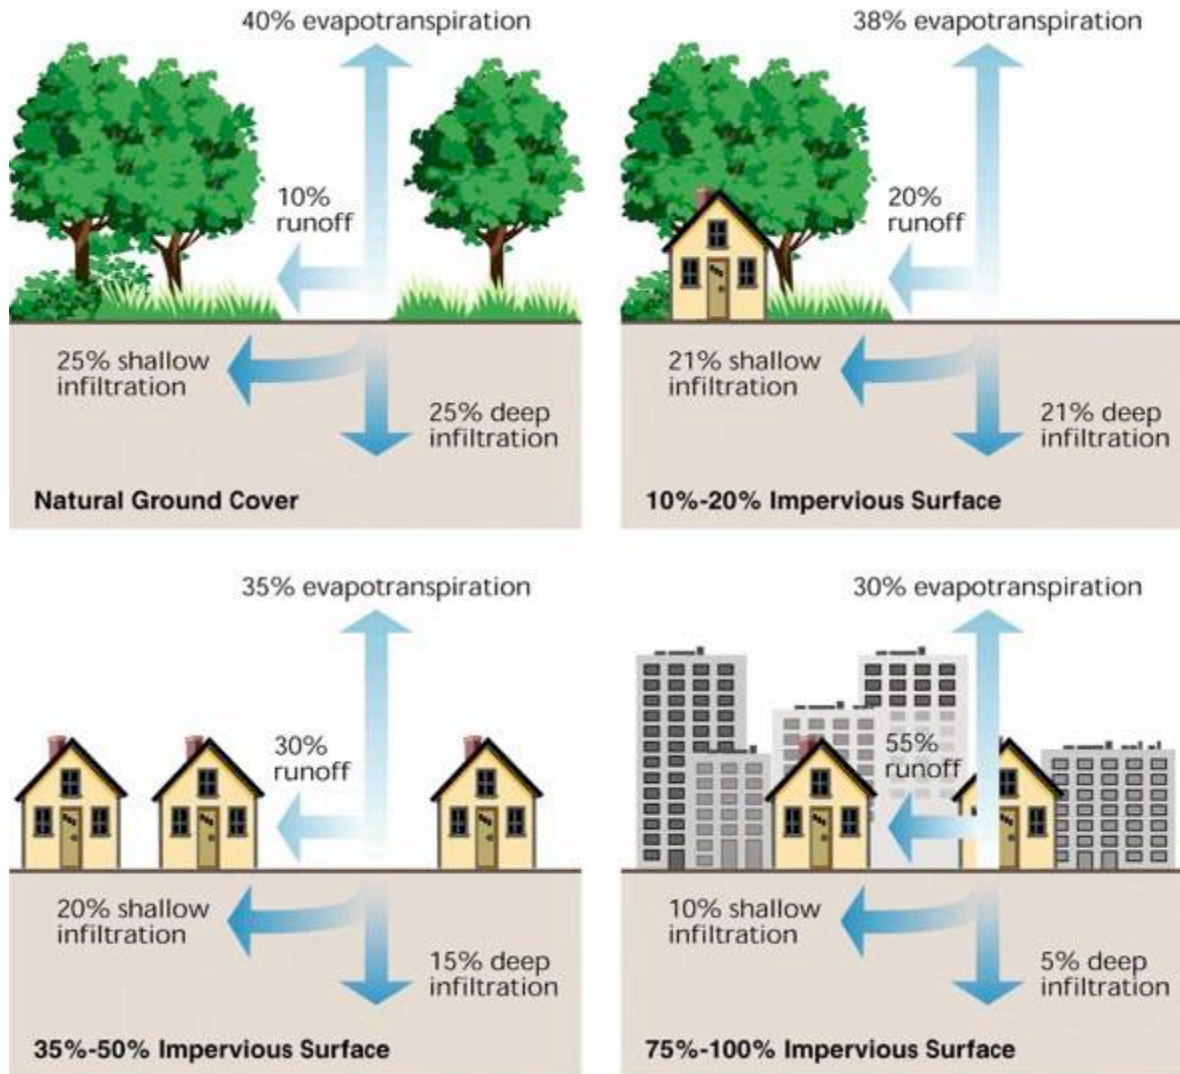 40% evapotranspiration
10%
runoff
25% shallow
infiltration
25% deep
infiltration
Natural Ground Cover
38% evapotranspiration
20%
runoff
21% shallow
infiltration
21% deep
infiltration
10%-20% Impervious Surface
35% evapotranspiration
30%
runoff
20% shallow
infiltration
15% deep
infiltration
35%-50% Impervious Surface
30% evapotranspiration
55%
runoff
10% shallow
infiltration
5% deep
infiltration
75%-100% Impervious Surface